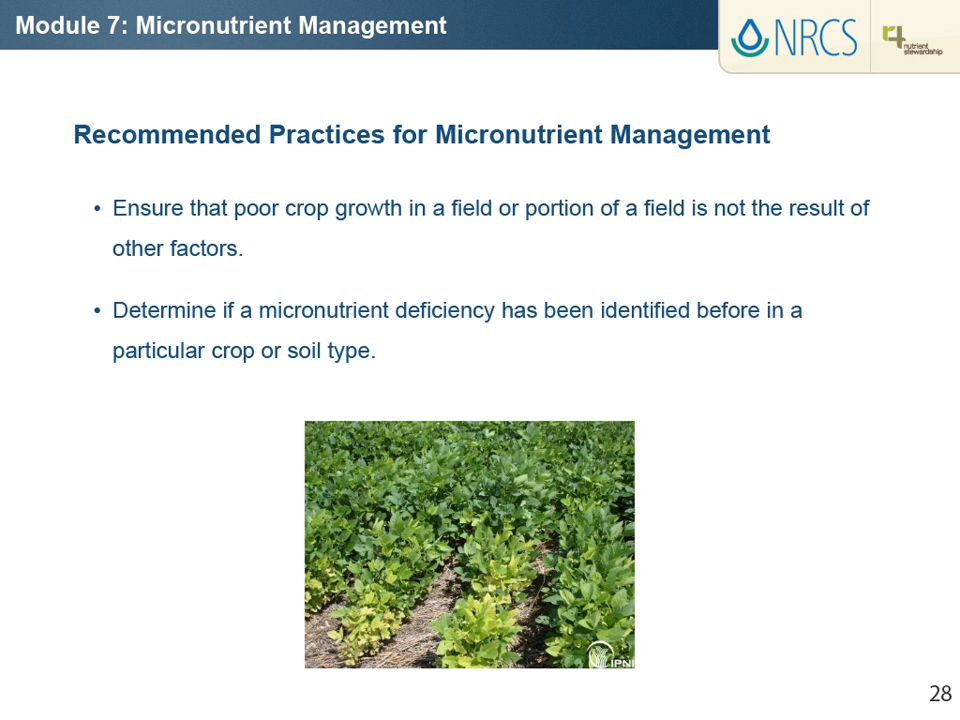 Module 7: Micronutrient Management
NRCS
r4 nutrient
stewardship
Recommended Practices for Micronutrient Management
• Ensure that poor crop growth in a field or portion of a field is not the result of
other factors.
• Determine if a micronutrient deficiency has been identified before in a
particular crop or soil type.
IPNI
28